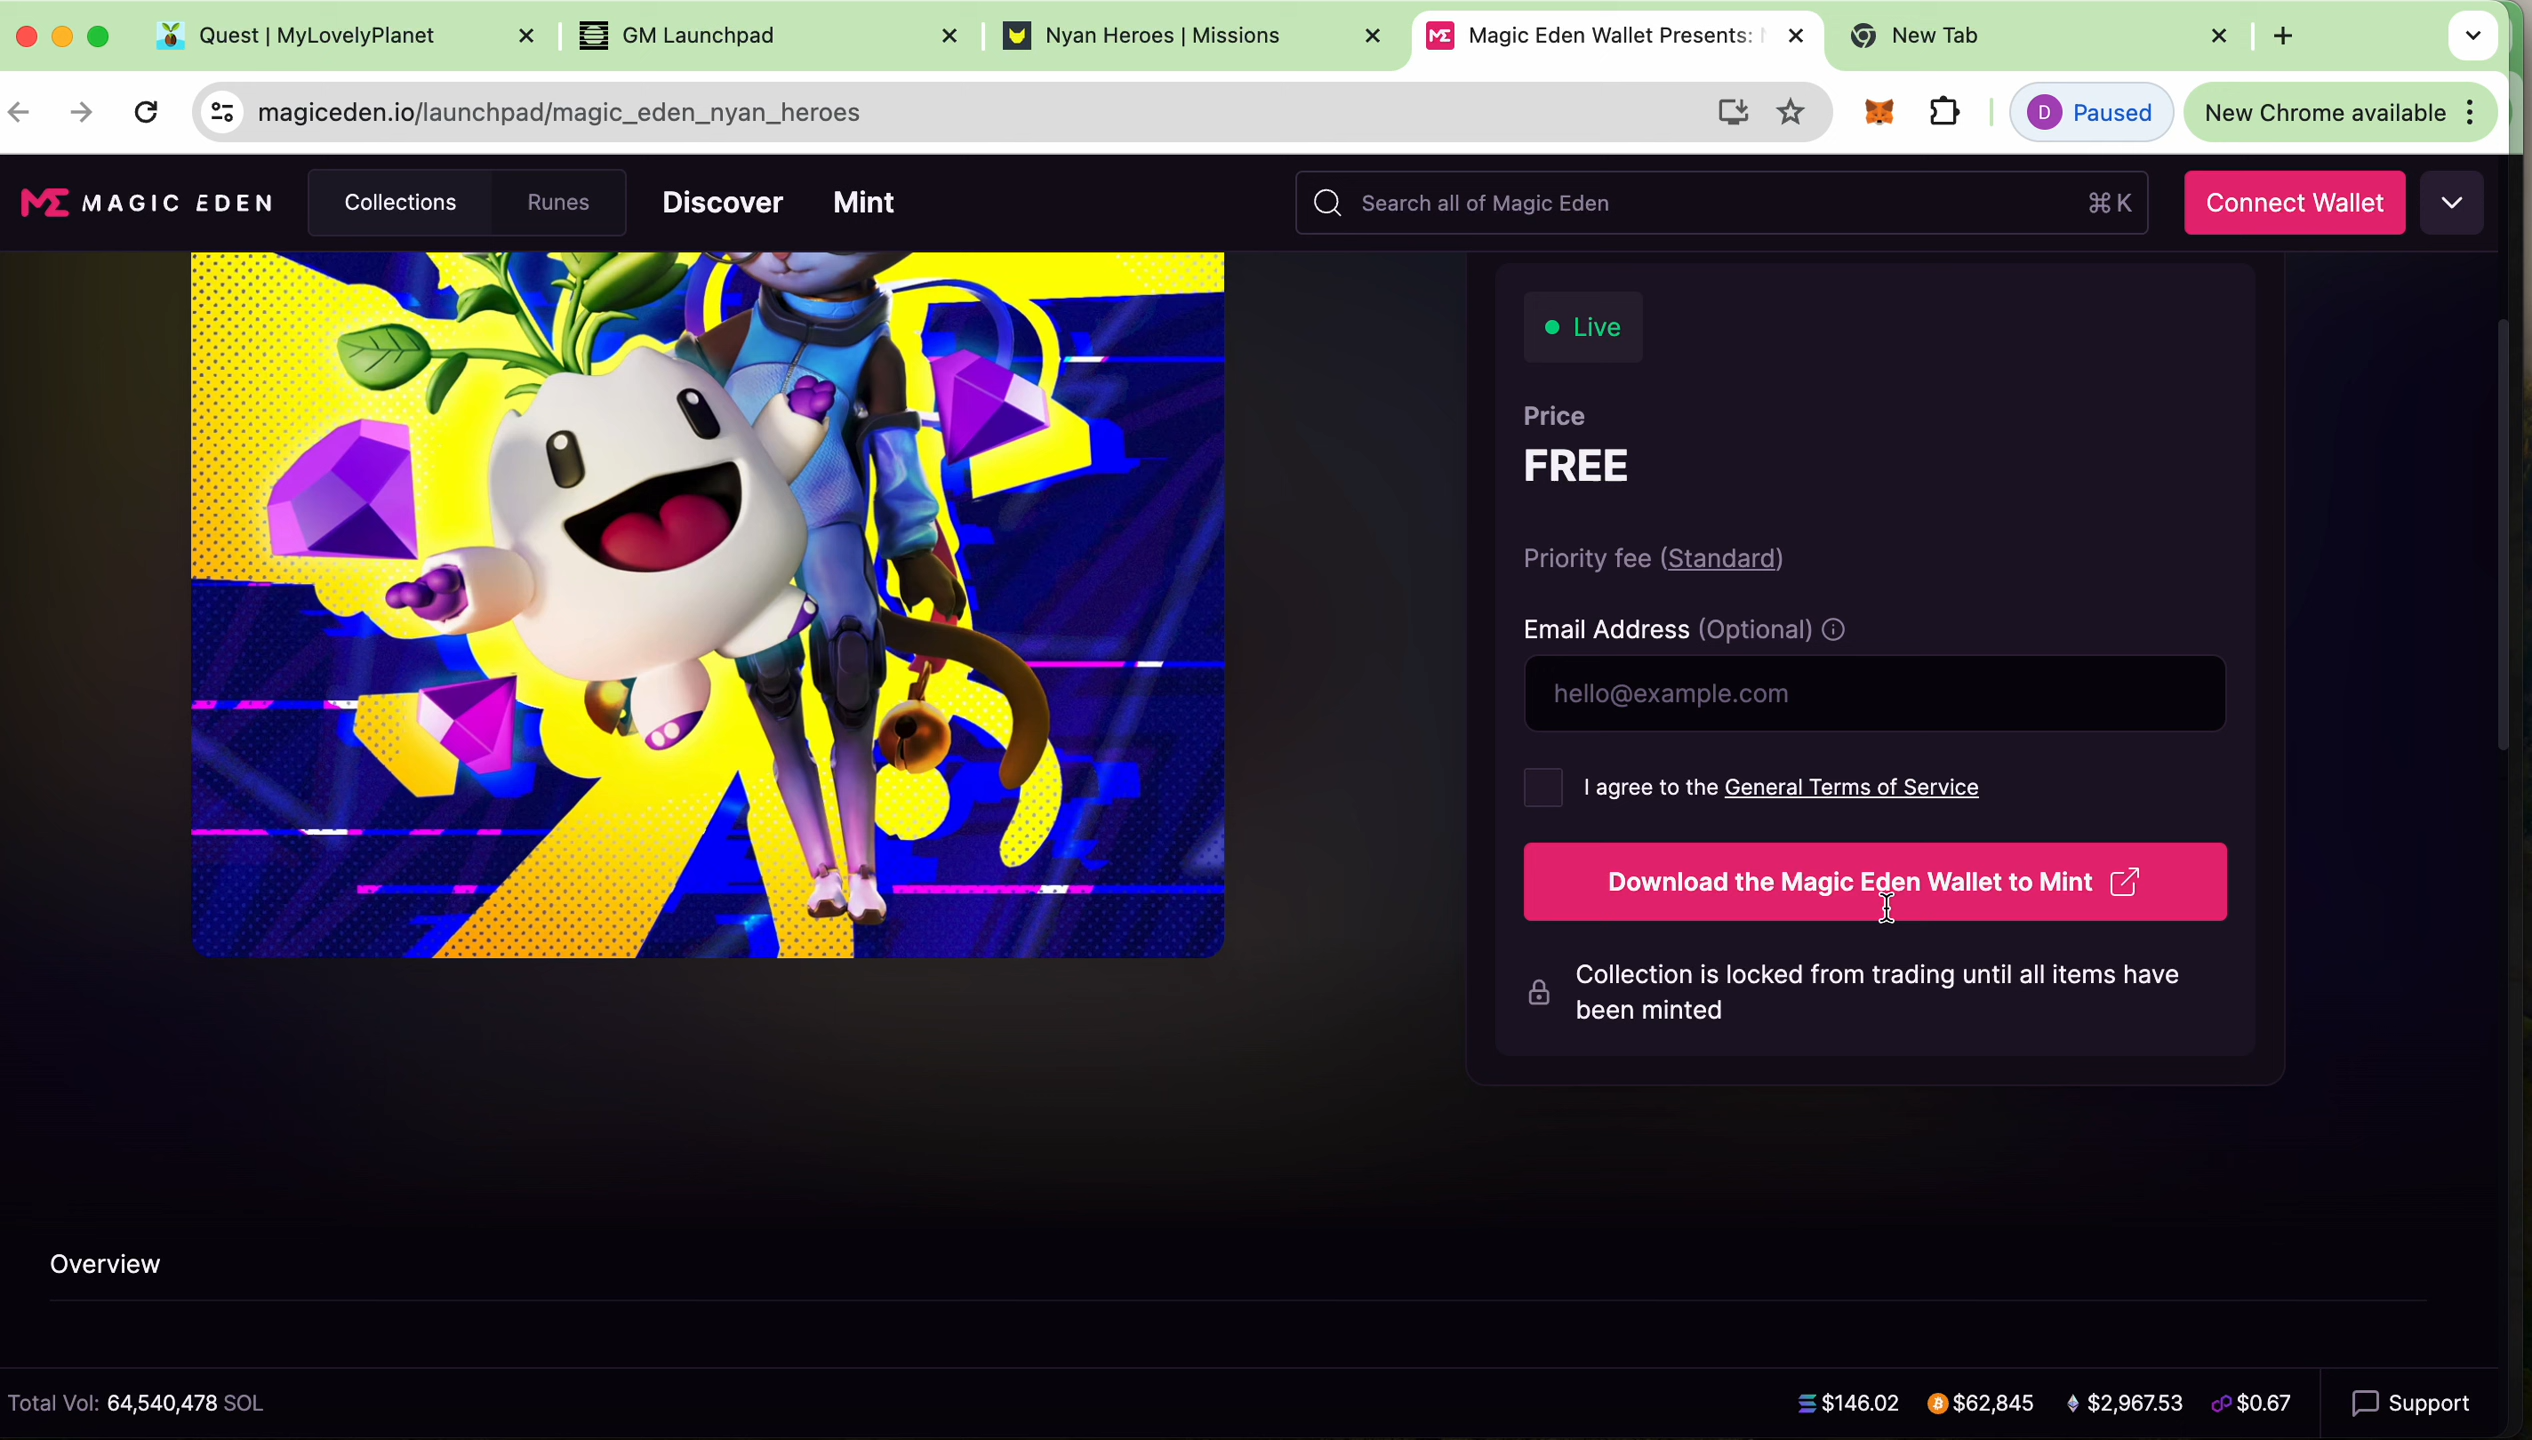 Quest | MyLovelyPlanet
GM Launchpad
Nyan Heroes | Missions
Magic Eden Wallet Presents:
New Tab
magiceden.io/launchpad/magic_eden_nyan_heroes
D Paused
New Chrome available
MAGIC EDEN
Collections
Runes
Discover
Mint
Search all of Magic Eden
⌘ K
Connect Wallet
Live
Price
FREE
Priority fee (Standard)
Email Address (Optional)
hello@example.com
I agree to the General Terms of Service
Download the Magic Eden Wallet to Mint
Collection is locked from trading until all items have
been minted
Overview
Total Vol: 64,540,478 SOL
$146.02
$62,845
$2,967.53
$0.67
Support